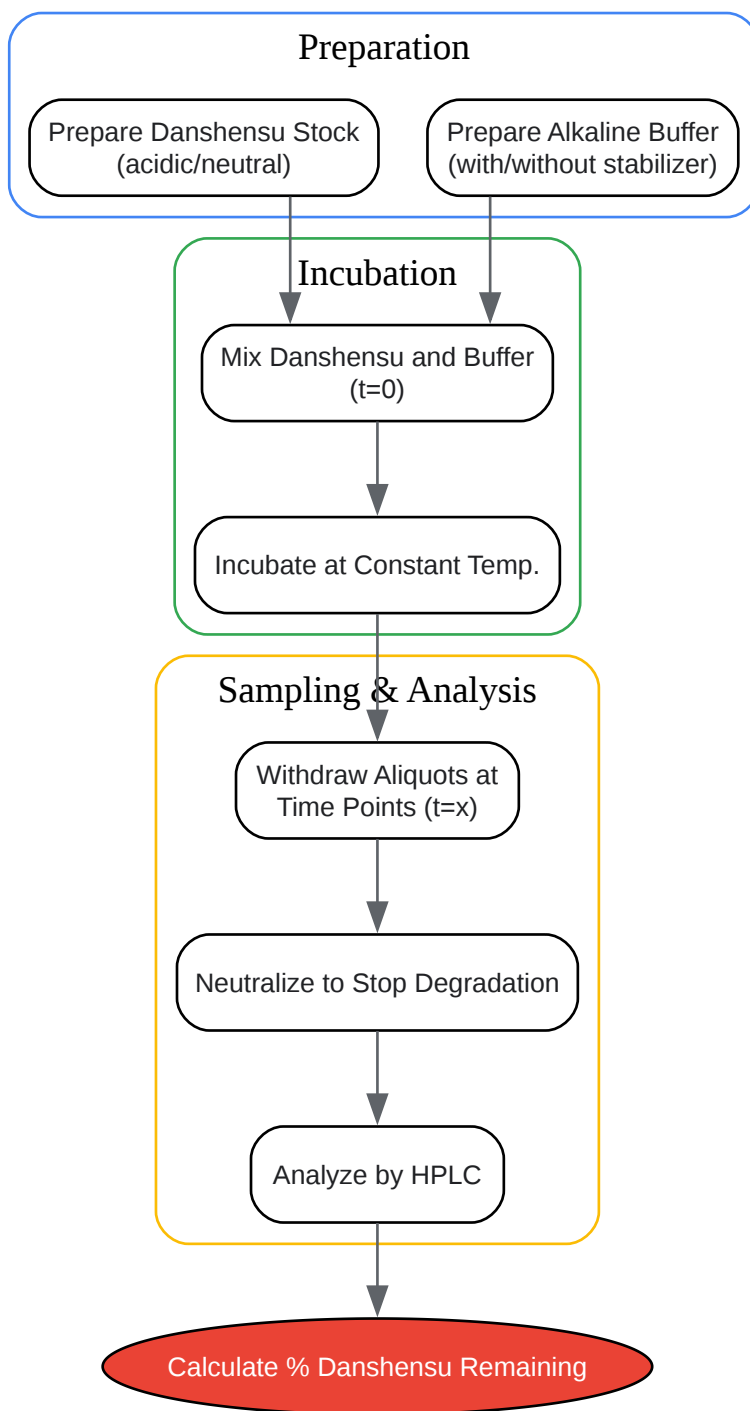 Preparation
Prepare Danshensu Stock
(acidic/neutral)
Prepare Alkaline Buffer
(with/without stabilizer)
Incubation
Mix Danshensu and Buffer
(t=0)
Incubate at Constant Temp.
Sampling & Analysis
Withdraw Aliquots at
Time Points (t=x)
Neutralize to Stop Degradation
Analyze by HPLC
Calculate % Danshensu Remaining